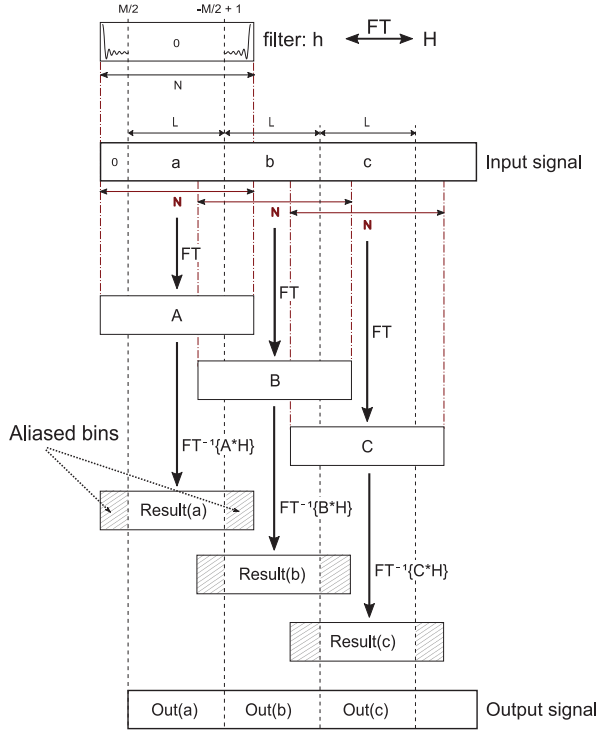 M/2 -M/2 + 1
0 filter: h FT H
N
L L L
0 a b c Input signal
N
N
N
FT
FT
FT
A
B
C
Aliased bins
FT⁻¹{A*H}
Result(a)
FT⁻¹{B*H}
Result(b)
FT⁻¹{C*H}
Result(c)
Out(a) Out(b) Out(c) Output signal